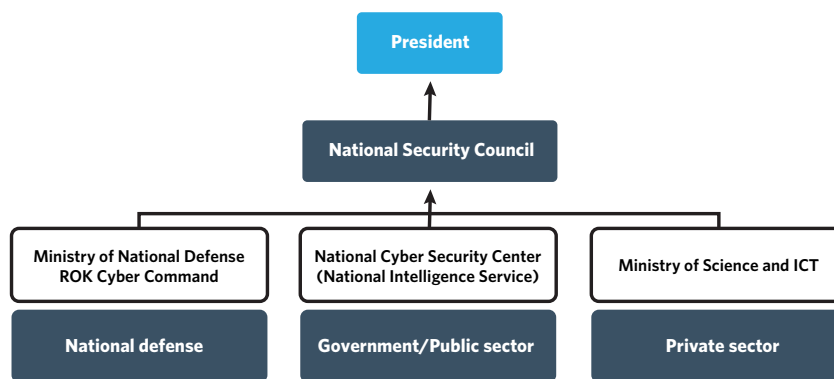 President
National Security Council
Ministry of National Defense
ROK Cyber Command
National Cyber Security Center
(National Intelligence Service)
Ministry of Science and ICT
National defense
Government/Public sector
Private sector